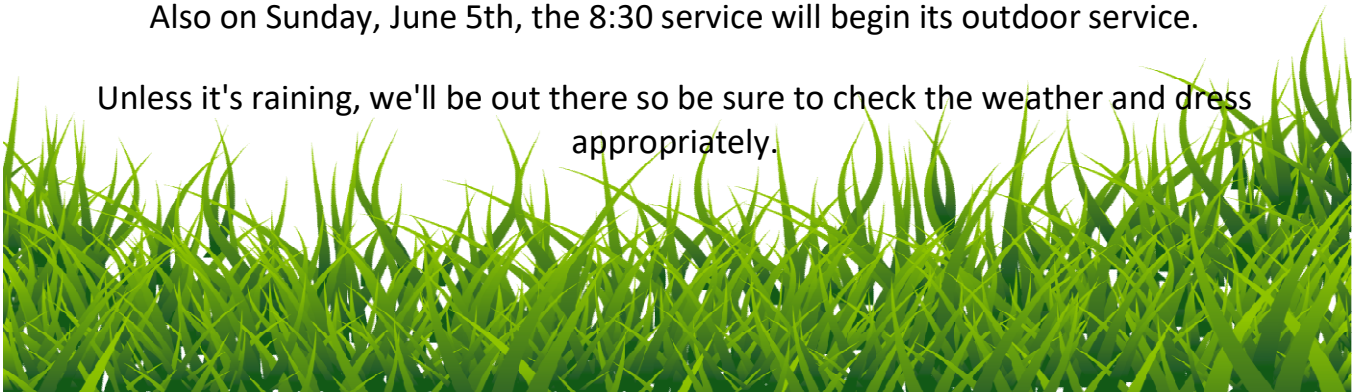 Also on Sunday, June 5th, the 8:30 service will begin its outdoor service.
Unless it's raining, we'll be out there so be sure to check the weather and dress
appropriately.